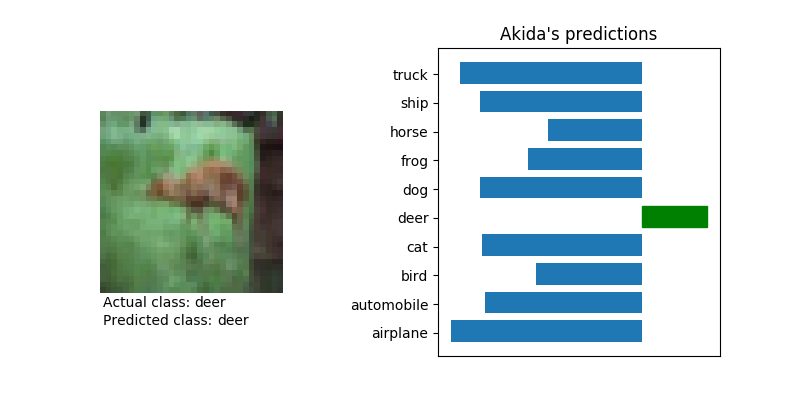 Actual class: deer
Predicted class: deer
Akida's predictions
truck
ship
horse
frog
dog
deer
cat
bird
automobile
airplane